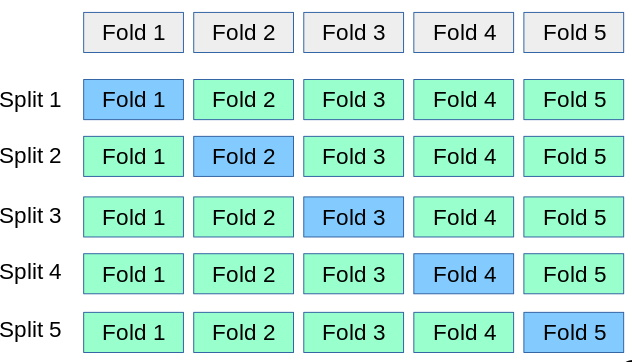 Fold 1 Fold 2 Fold 3 Fold 4 Fold 5
Split 1 Fold 1 Fold 2 Fold 3 Fold 4 Fold 5
Split 2 Fold 1 Fold 2 Fold 3 Fold 4 Fold 5
Split 3 Fold 1 Fold 2 Fold 3 Fold 4 Fold 5
Split 4 Fold 1 Fold 2 Fold 3 Fold 4 Fold 5
Split 5 Fold 1 Fold 2 Fold 3 Fold 4 Fold 5